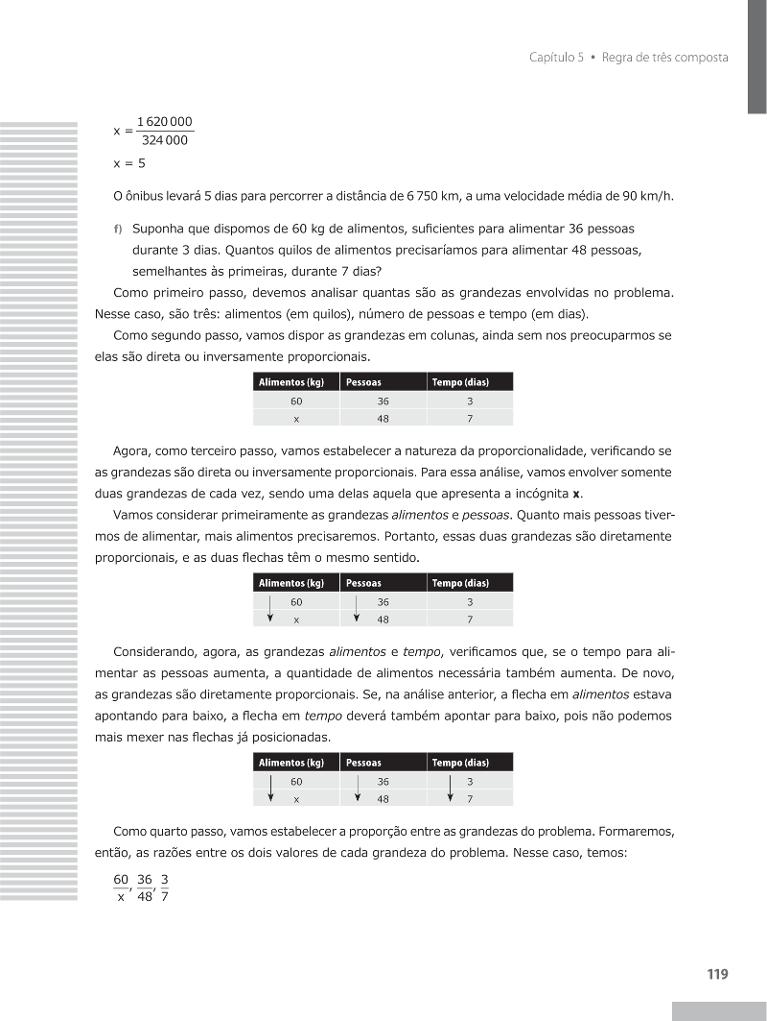 Capítulo 5 • Regra de três composta
x = 1 620 000 / 324 000
x = 5
O ônibus levará 5 dias para percorrer a distância de 6 750 km, a uma velocidade média de 90 km/h.
f) Suponha que dispomos de 60 kg de alimentos, suficientes para alimentar 36 pessoas
durante 3 dias. Quantos quilos de alimentos precisaríamos para alimentar 48 pessoas,
semelhantes às primeiras, durante 7 dias?
Como primeiro passo, devemos analisar quantas são as grandezas envolvidas no problema.
Nesse caso, são três: alimentos (em quilos), número de pessoas e tempo (em dias).
Como segundo passo, vamos dispor as grandezas em colunas, ainda sem nos preocuparmos se
elas são direta ou inversamente proporcionais.
Alimentos (kg) Pessoas Tempo (dias)
60 36 3
x 48 7
Agora, como terceiro passo, vamos estabelecer a natureza da proporcionalidade, verificando se
as grandezas são direta ou inversamente proporcionais. Para essa análise, vamos envolver somente
duas grandezas de cada vez, sendo uma delas aquela que apresenta a incógnita x.
Vamos considerar primeiramente as grandezas alimentos e pessoas. Quanto mais pessoas tiver-
mos de alimentar, mais alimentos precisaremos. Portanto, essas duas grandezas são diretamente
proporcionais, e as duas flechas têm o mesmo sentido.
Alimentos (kg) Pessoas Tempo (dias)
60 36 3
x 48 7
Considerando, agora, as grandezas alimentos e tempo, verificamos que, se o tempo para ali-
mentar as pessoas aumenta, a quantidade de alimentos necessária também aumenta. De novo,
as grandezas são diretamente proporcionais. Se, na análise anterior, a flecha em alimentos estava
apontando para baixo, a flecha em tempo deverá também apontar para baixo, pois não podemos
mais mexer nas flechas já posicionadas.
Alimentos (kg) Pessoas Tempo (dias)
60 36 3
x 48 7
Como quarto passo, vamos estabelecer a proporção entre as grandezas do problema. Formaremos,
então, as razões entre os dois valores de cada grandeza do problema. Nesse caso, temos:
60/x, 36/48, 3/7
119